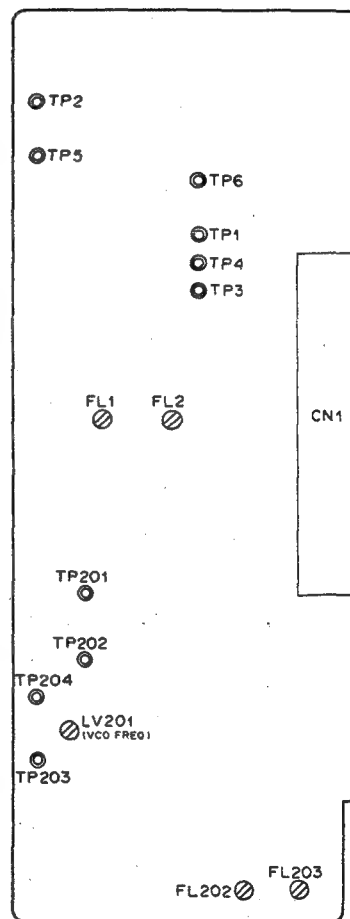 TP2
TP5
TP6
TP1
TP4
TP3
FL1 FL2
CN1
TP201
TP202
TP204
LV201
(VCO FREQ)
TP203
FL203
FL202